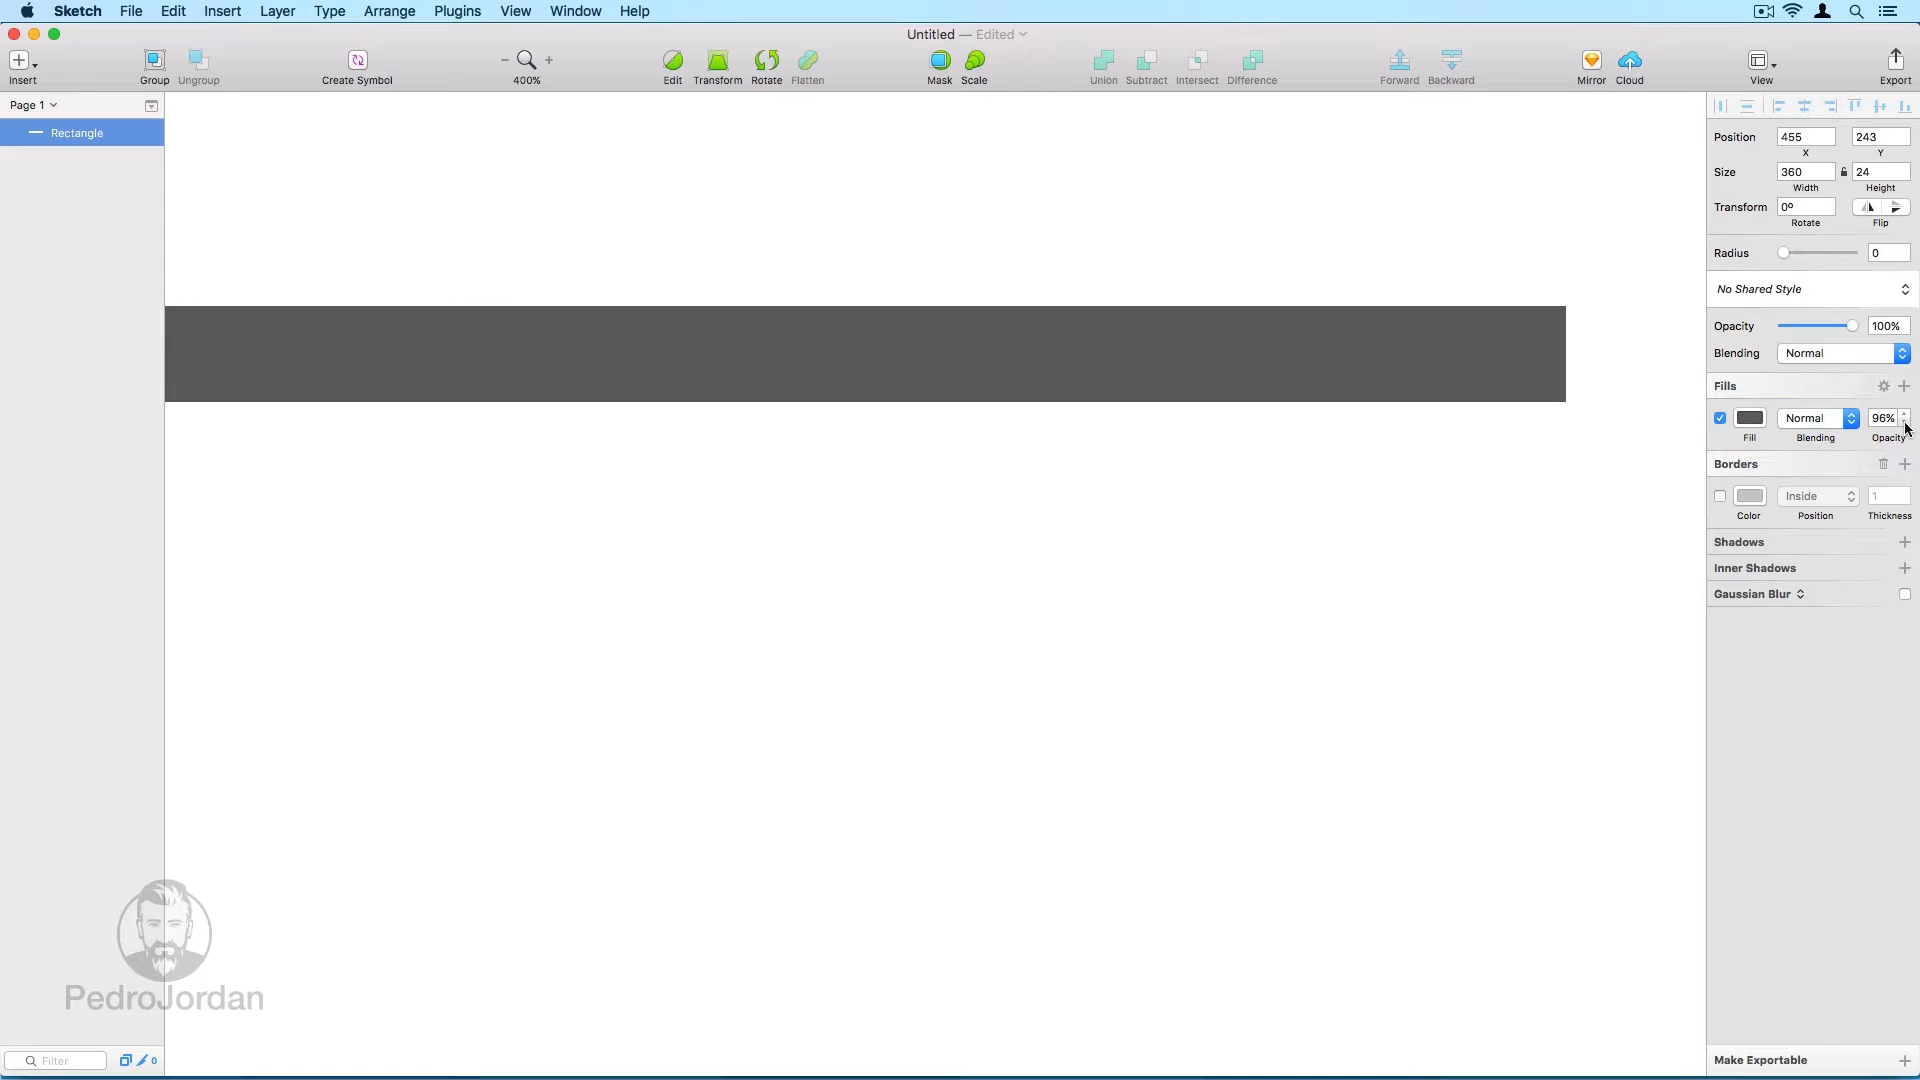 Sketch File Edit Insert Layer Type Arrange Plugins View Window Help
Untitled — Edited
Insert Group Ungroup Create Symbol 400% Edit Transform Rotate Flatten Mask Scale Union Subtract Intersect Difference Forward Backward Mirror Cloud View Export
Page 1
Rectangle
Position 455 243
X Y
Size 360 24
Width Height
Transform 0º
Rotate Flip
Radius 0
No Shared Style
Opacity 100%
Blending Normal
Fills
Normal 96%
Fill Blending Opacity
Borders
Inside 1
Color Position Thickness
Shadows
Inner Shadows
Gaussian Blur
PedroJordan
Filter 0
Make Exportable